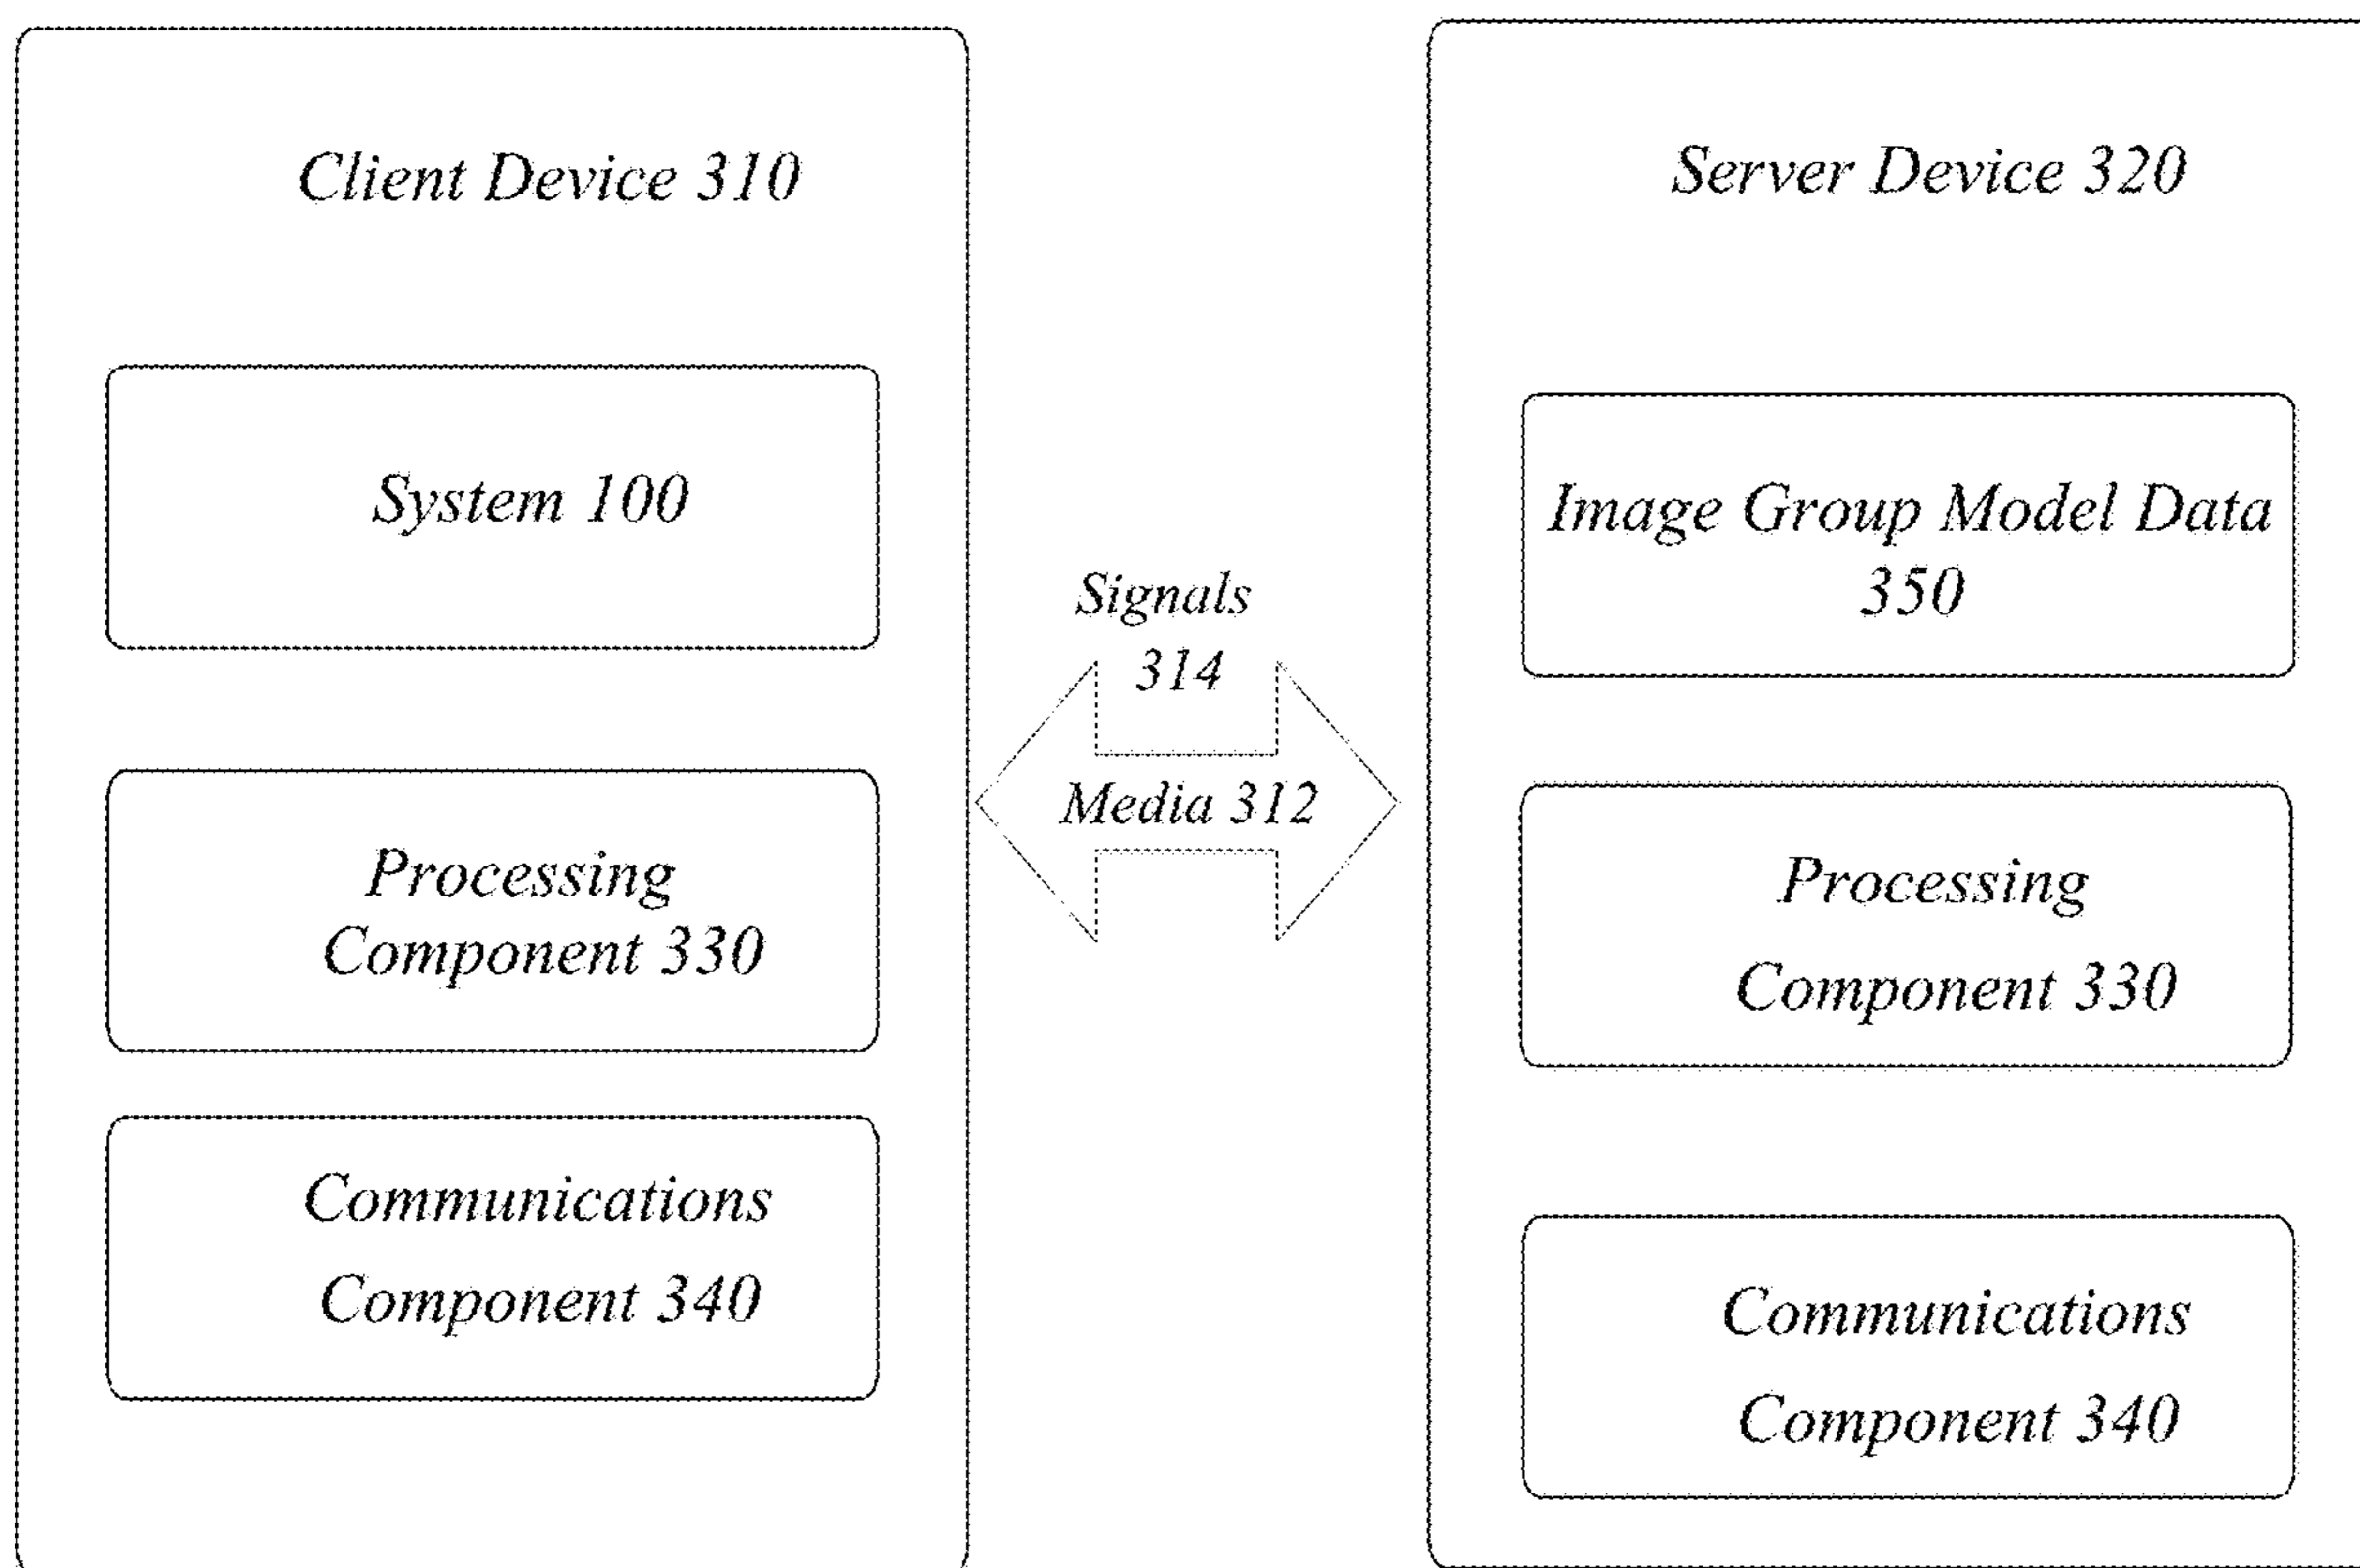 Client Device 310
System 100
Processing
Component 330
Communications
Component 340
Signals
314
Media 312
Server Device 320
Image Group Model Data
350
Processing
Component 330
Communications
Component 340